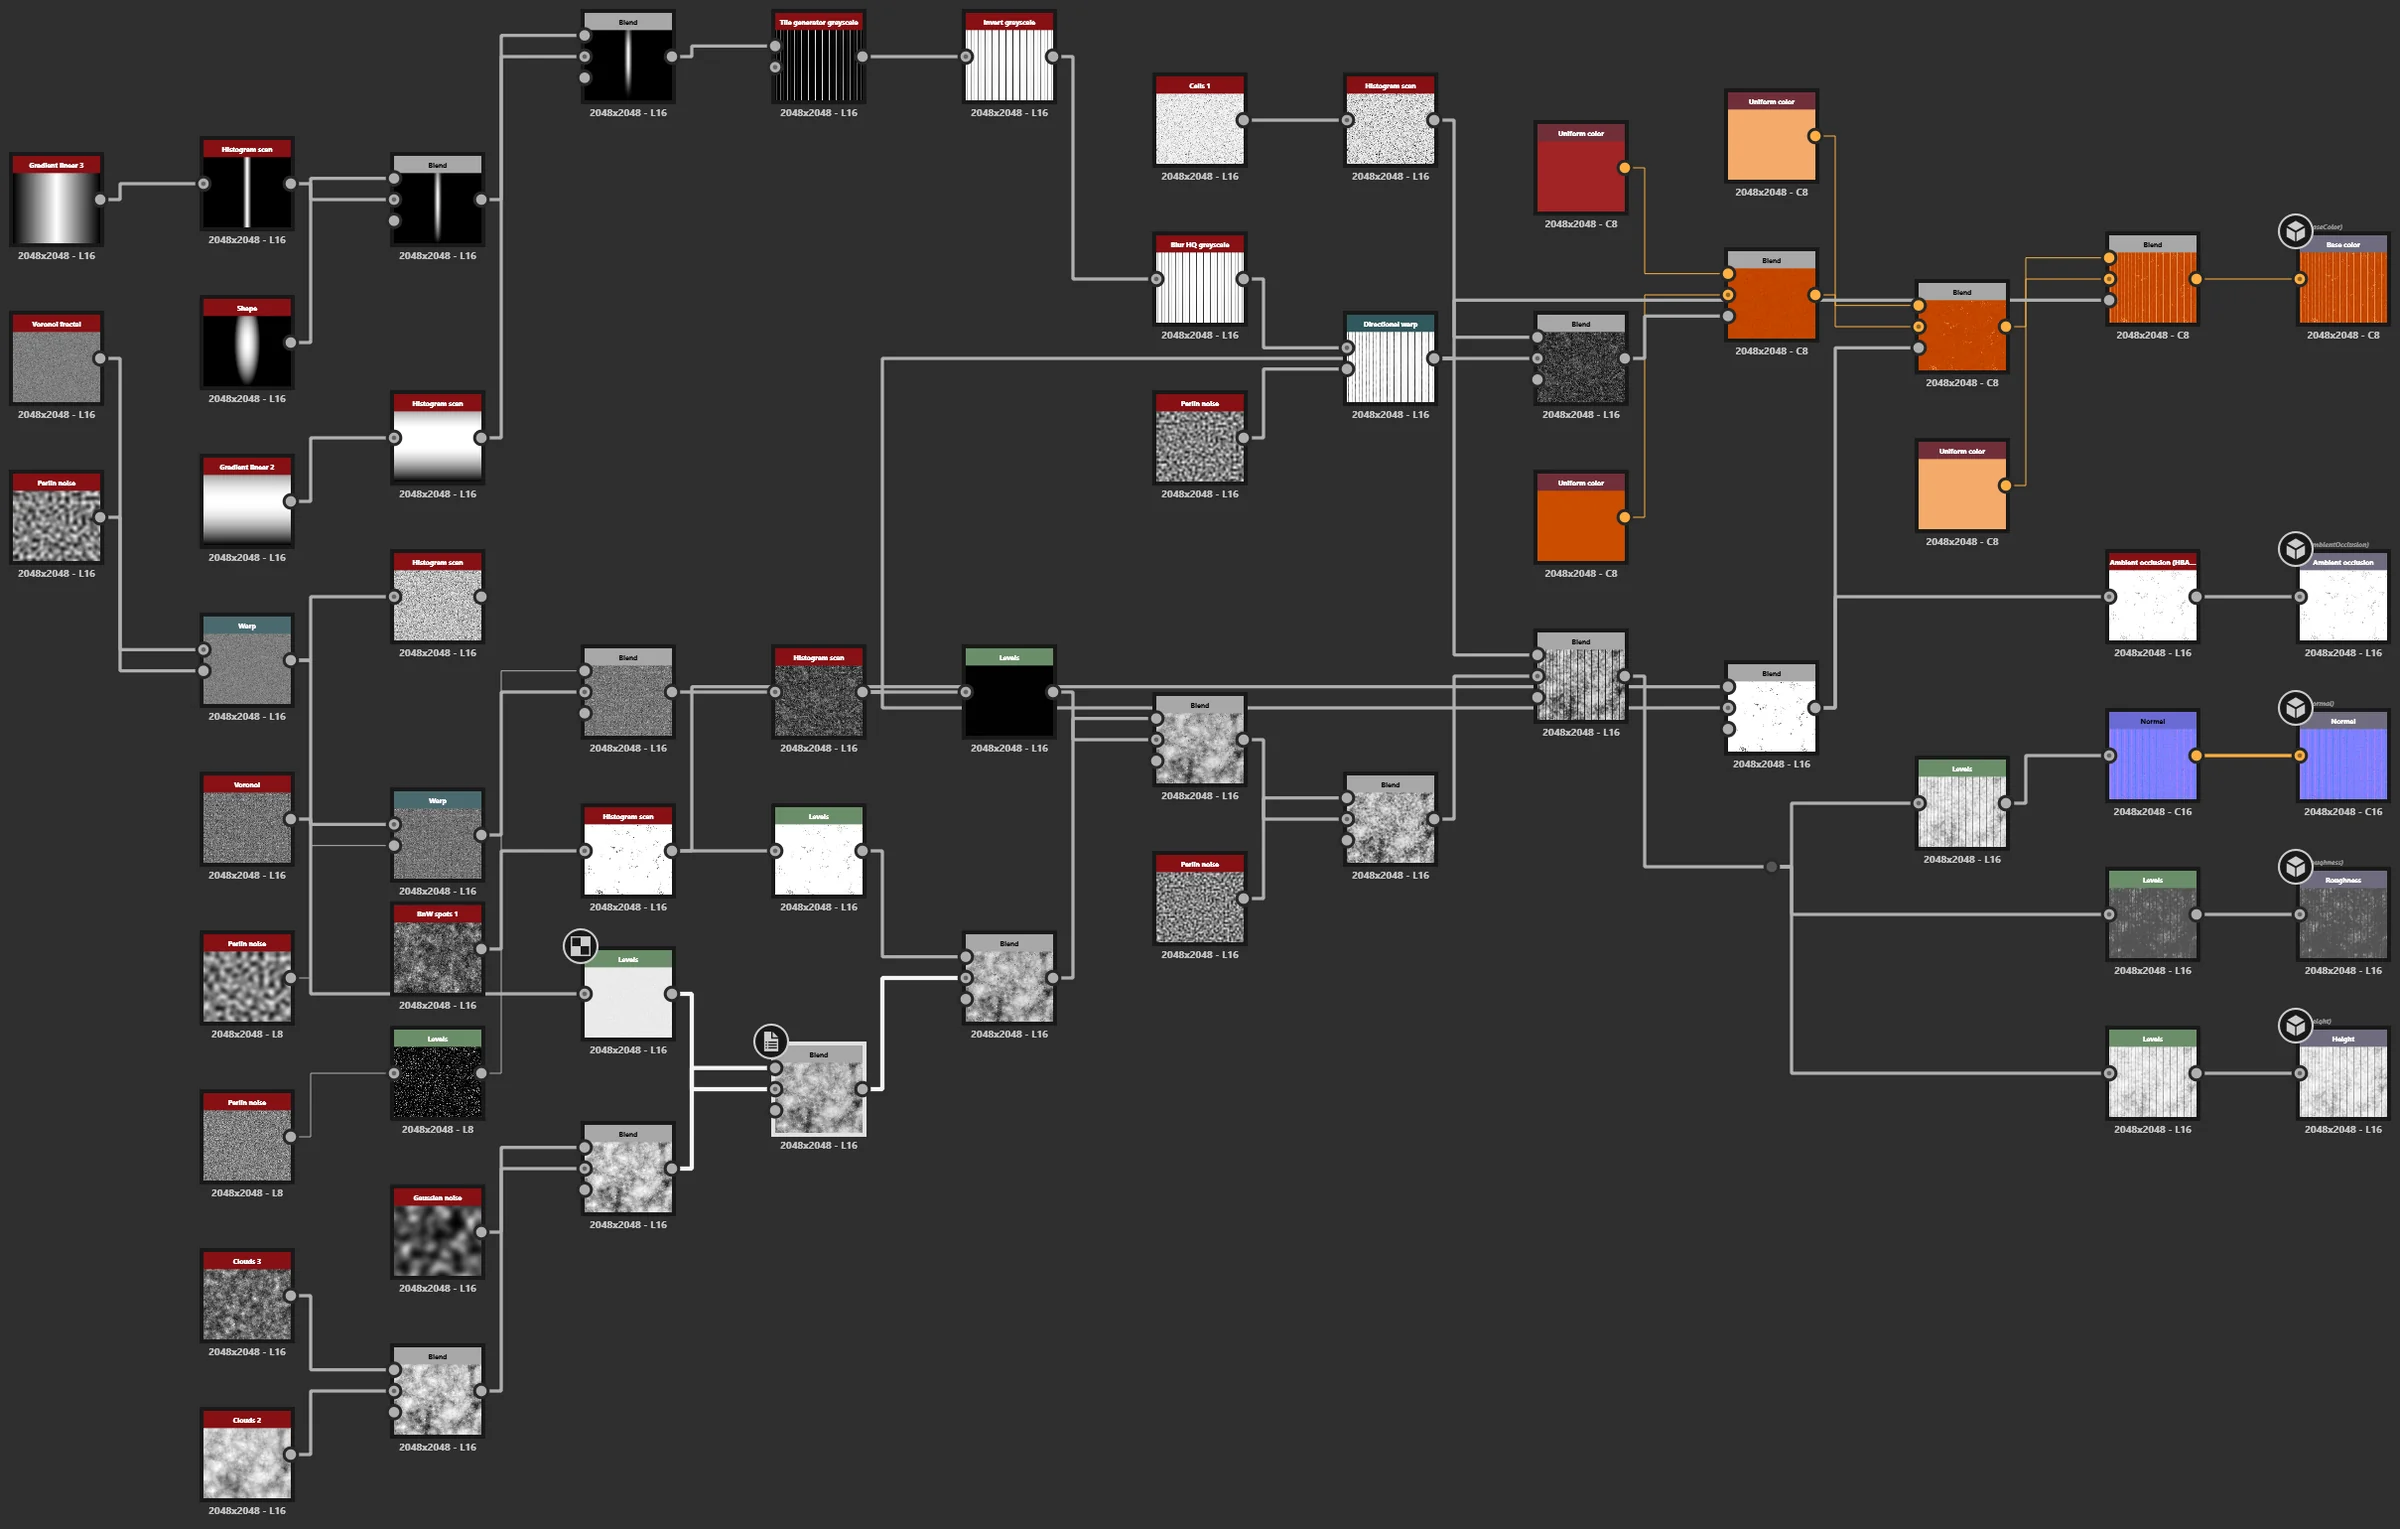 Blend
2048x2048 - L16
Tile generator grayscale
2048x2048 - L16
Invert grayscale
2048x2048 - L16
Cells 1
2048x2048 - L16
Histogram scan
2048x2048 - L16
Uniform color
2048x2048 - C8
Uniform color
2048x2048 - C8
Gradient linear 3
2048x2048 - L16
Histogram scan
2048x2048 - L16
Blend
2048x2048 - L16
Blur HQ grayscale
2048x2048 - L16
Blend
2048x2048 - C8
Blend
2048x2048 - C8
Base color
2048x2048 - C8
Voronoi fractal
2048x2048 - L16
Shape
2048x2048 - L16
Directional warp
2048x2048 - L16
Blend
2048x2048 - L16
Blend
2048x2048 - C8
Histogram scan
2048x2048 - L16
Perlin noise
2048x2048 - L16
Perlin noise
2048x2048 - L16
Gradient linear 2
2048x2048 - L16
Uniform color
2048x2048 - C8
Uniform color
2048x2048 - C8
Histogram scan
2048x2048 - L16
Ambient occlusion (HBA...
2048x2048 - L16
Ambient occlusion
2048x2048 - L16
Warp
2048x2048 - L16
Blend
2048x2048 - L16
Histogram scan
2048x2048 - L16
Levels
2048x2048 - L16
Blend
2048x2048 - L16
Blend
2048x2048 - L16
Blend
2048x2048 - L16
Normal
2048x2048 - C16
Normal
2048x2048 - C16
Voronoi
2048x2048 - L16
Warp
2048x2048 - L16
Histogram scan
2048x2048 - L16
Levels
2048x2048 - L16
Blend
2048x2048 - L16
Levels
2048x2048 - L16
Perlin noise
2048x2048 - L16
Levels
2048x2048 - L16
Roughness
2048x2048 - L16
Perlin noise
2048x2048 - L8
BnW spots 1
2048x2048 - L16
Levels
2048x2048 - L16
Blend
2048x2048 - L16
Levels
2048x2048 - L8
Blend
2048x2048 - L16
Levels
2048x2048 - L16
Height
2048x2048 - L16
Perlin noise
2048x2048 - L8
Blend
2048x2048 - L16
Gaussian noise
2048x2048 - L16
Clouds 3
2048x2048 - L16
Blend
2048x2048 - L16
Clouds 2
2048x2048 - L16